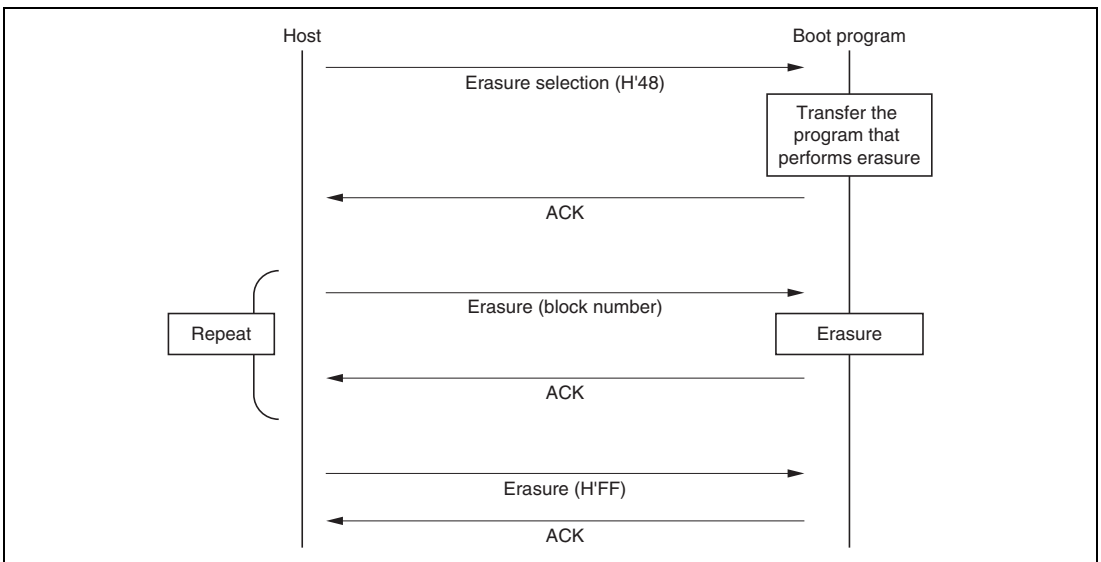 Host
Boot program
Erasure selection (H'48)
Transfer the
program that
performs erasure
ACK
Erasure (block number)
Repeat
Erasure
ACK
Erasure (H'FF)
ACK